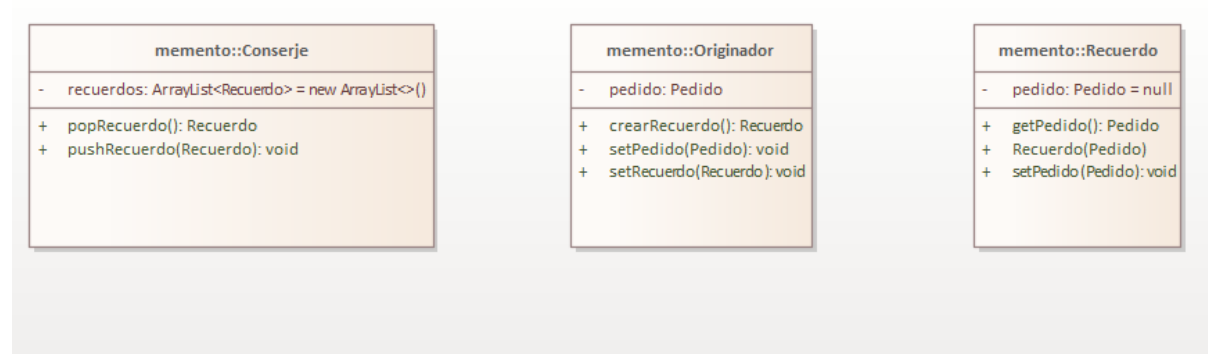 memento::Conserje
- recuerdos: ArrayList<Recuerdo> = new ArrayList<>()
+ popRecuerdo(): Recuerdo
+ pushRecuerdo(Recuerdo): void
memento::Originador
- pedido: Pedido
+ crearRecuerdo(): Recuerdo
+ setPedido(Pedido): void
+ setRecuerdo(Recuerdo): void
memento::Recuerdo
- pedido: Pedido = null
+ getPedido(): Pedido
+ Recuerdo(Pedido)
+ setPedido(Pedido): void